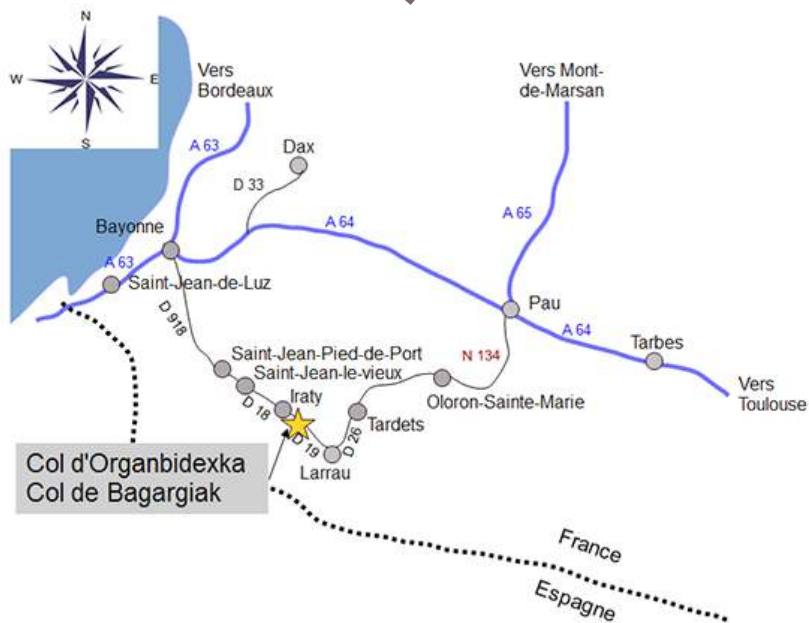 N
W
E
S
Vers
Bordeaux
Vers Mont-
de-Marsan
A 63
Dax
D 33
A 65
Bayonne
A 64
A 63
Saint-Jean-de-Luz
Pau
D 918
A 64
Tarbes
Saint-Jean-Pied-de-Port
N 134
Saint-Jean-le-vieux
Vers
Toulouse
Iraty
Oloron-Sainte-Marie
D 18
Tardets
D 19
D 26
Larrau
Col d'Organbidexka
Col de Bagargiak
France
Espagne